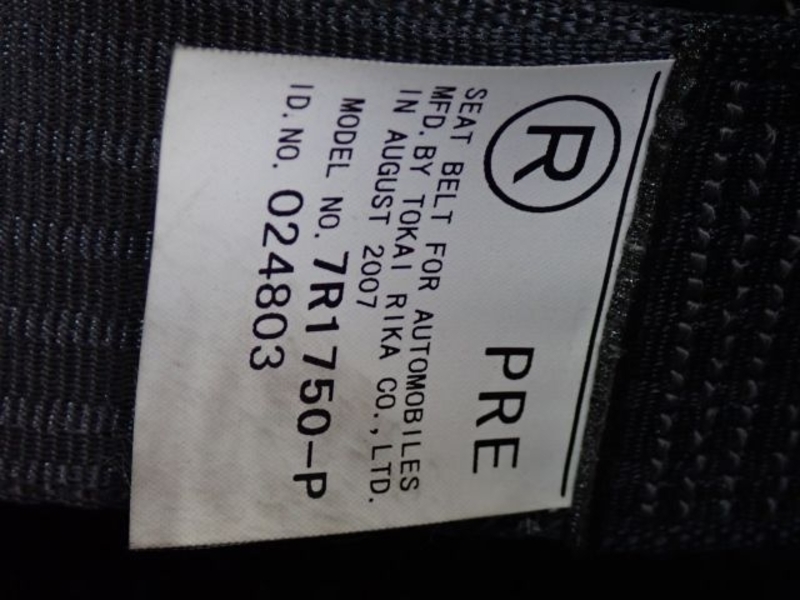 R PRE
SEAT BELT FOR AUTOMOBILES
MFD. BY TOKAI RIKA CO., LTD.
IN AUGUST 2007
MODEL NO. 7R1750-P
ID. NO. 024803